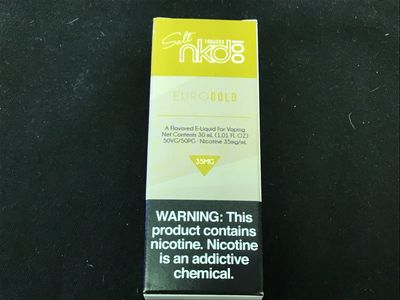 Salt
TOBACCO
nkd 100
EURO GOLD
A Flavored E-Liquid For Vaping
Net Contents 30 mL (1.01 FL OZ)
50VG/50PG · Nicotine 35mg/mL
35MG
WARNING: This
product contains
nicotine. Nicotine
is an addictive
chemical.